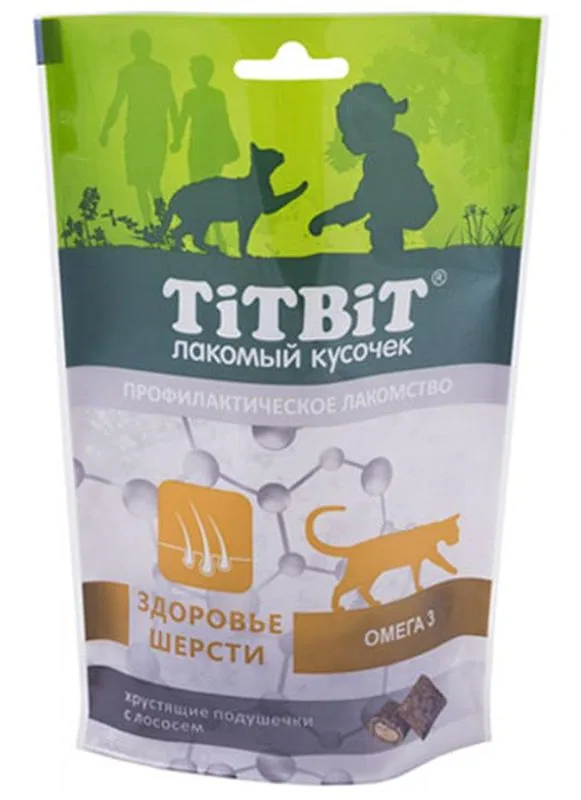 TiTBiT®
лакомый кусочек
ПРОФИЛАКТИЧЕСКОЕ ЛАКОМСТВО
ЗДОРОВЬЕ
ШЕРСТИ
ОМЕГА 3
хрустящие подушечки
с лососем